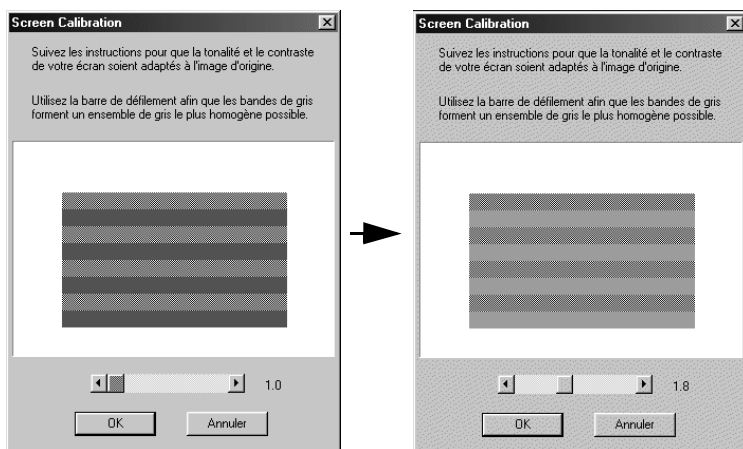 Screen Calibration
Suivez les instructions pour que la tonalité et le contraste
de votre écran soient adaptés à l'image d'origine.
Utilisez la barre de défilement afin que les bandes de gris
forment un ensemble de gris le plus homogène possible.
1.0
OK
Annuler
Screen Calibration
Suivez les instructions pour que la tonalité et le contraste
de votre écran soient adaptés à l'image d'origine.
Utilisez la barre de défilement afin que les bandes de gris
forment un ensemble de gris le plus homogène possible.
1.8
OK
Annuler